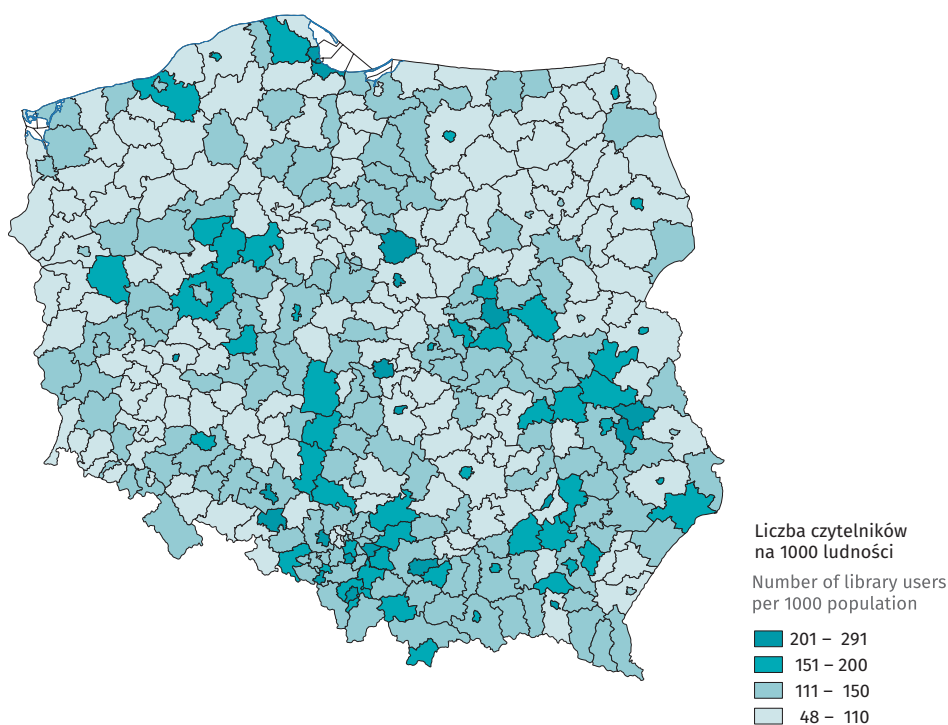 Liczba czytelników
na 1000 ludności
Number of library users
per 1000 population
201 – 291
151 – 200
111 – 150
48 – 110